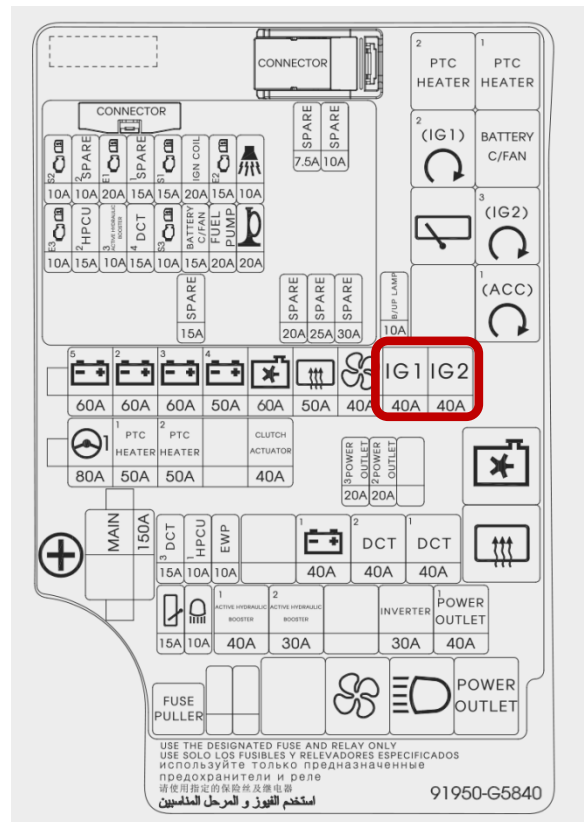 CONNECTOR
2 PTC HEATER
1 PTC HEATER
CONNECTOR
SPARE SPARE
7.5A 10A
2 (IG1)
BATTERY C/FAN
S2 2 SPARE E1 1 SPARE S1 IGN COIL E2
10A 10A 20A 15A 15A 20A 15A 10A
3 (IG2)
E3 2 HPCU 3 ACTIVE HYDRAULIC BOOSTER 4 DCT S3 BATTERY C/FAN FUEL PUMP
10A 15A 10A 15A 10A 15A 20A 20A
1 (ACC)
SPARE
15A
SPARE SPARE SPARE
20A 25A 30A
B/UP LAMP
10A
5 2 3 4 IG1 IG2
60A 60A 60A 50A 60A 50A 40A 40A 40A
1 1 PTC HEATER 2 PTC HEATER CLUTCH ACTUATOR
80A 50A 50A 40A
3 POWER OUTLET 2 POWER OUTLET
20A 20A
MAIN 150A
3 DCT 1 HPCU EWP 1 2 DCT 1 DCT
15A 10A 10A 40A 40A 40A
1 ACTIVE HYDRAULIC BOOSTER 2 ACTIVE HYDRAULIC BOOSTER INVERTER 1 POWER OUTLET
15A 10A 40A 30A 30A 40A
FUSE PULLER
POWER OUTLET
USE THE DESIGNATED FUSE AND RELAY ONLY
USE SOLO LOS FUSIBLES Y RELEVADORES ESPECIFICADOS
используйте только предназначенные
предохранители и реле
请使用指定的保险丝及继电器
استخدم الفيوز و المرحل المناسبين
91950-G5840